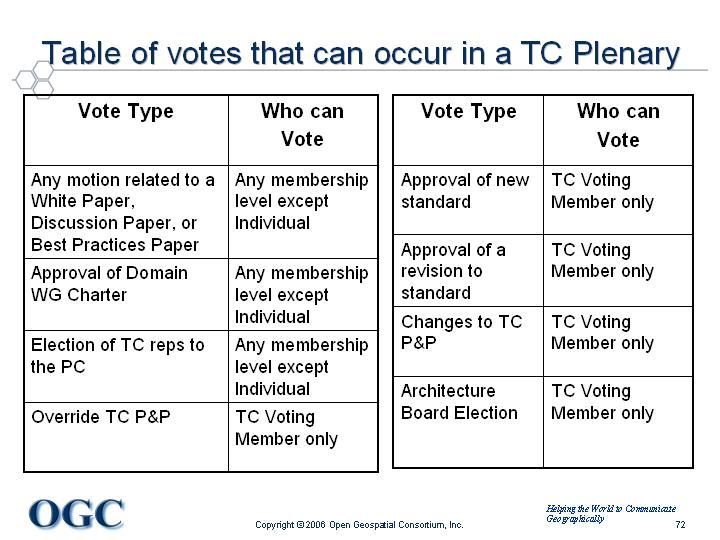 Table of votes that can occur in a TC Plenary
Vote Type
Who can
Vote
Any motion related to a
White Paper,
Discussion Paper, or
Best Practices Paper
Any membership
level except
Individual
Approval of Domain
WG Charter
Any membership
level except
Individual
Election of TC reps to
the PC
Any membership
level except
Individual
Override TC P&P
TC Voting
Member only
Vote Type
Who can
Vote
Approval of new
standard
TC Voting
Member only
Approval of a
revision to
standard
TC Voting
Member only
Changes to TC
P&P
TC Voting
Member only
Architecture
Board Election
TC Voting
Member only
OGC
Copyright © 2006 Open Geospatial Consortium, Inc.
Helping the World to Communicate
Geographically
72